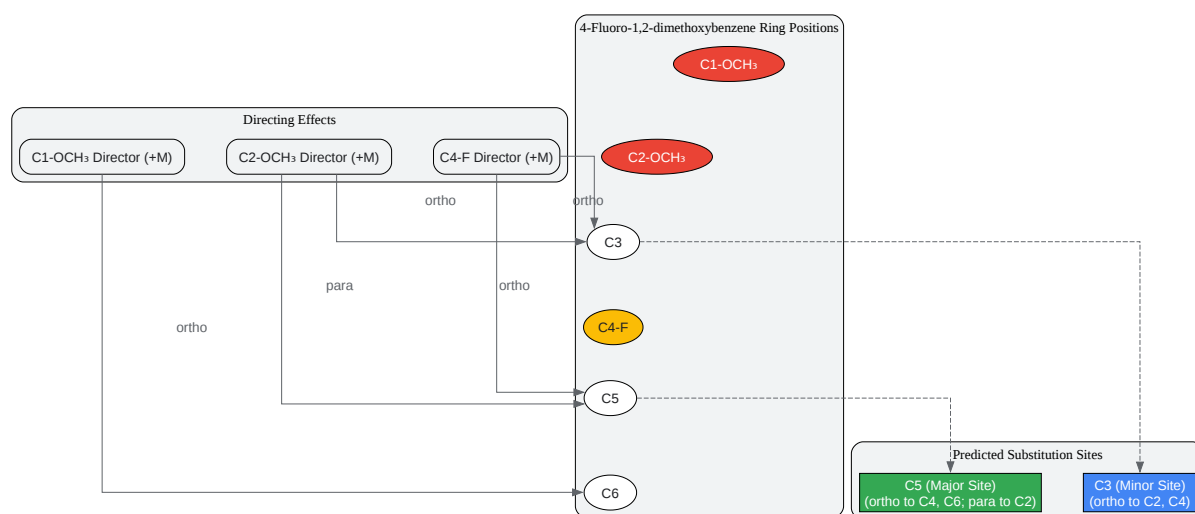 4-Fluoro-1,2-dimethoxybenzene Ring Positions
C1-OCH₃
Directing Effects
C1-OCH₃ Director (+M)
C2-OCH₃ Director (+M)
C4-F Director (+M)
C2-OCH₃
ortho
ortho
C3
para
ortho
ortho
C4-F
C5
C6
Predicted Substitution Sites
C5 (Major Site)
(ortho to C4, C6; para to C2)
C3 (Minor Site)
(ortho to C2, C4)